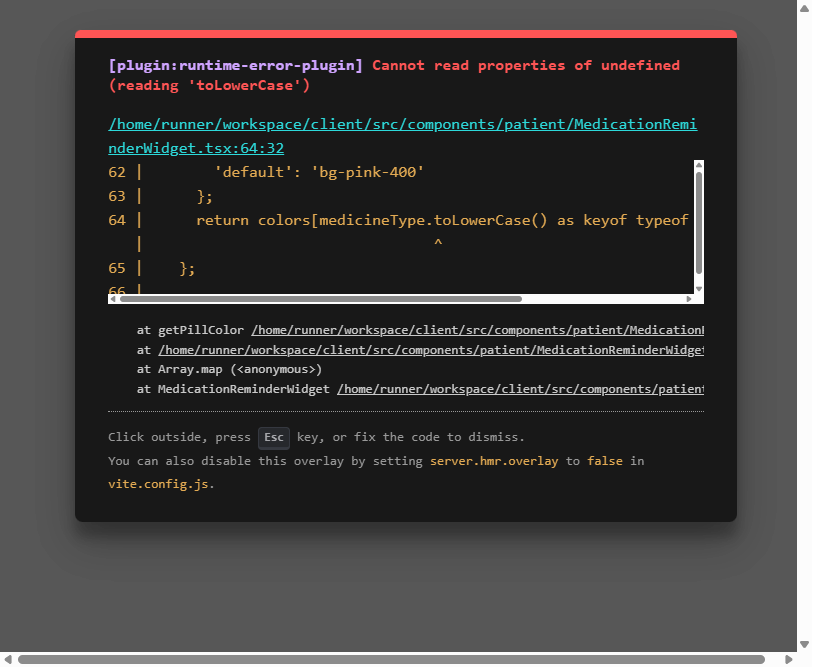 [plugin:runtime-error-plugin] Cannot read properties of undefined
(reading 'toLowerCase')
/home/runner/workspace/client/src/components/patient/MedicationRemi
nderWidget.tsx:64:32
62 |        'default': 'bg-pink-400'
63 |      };
64 |      return colors[medicineType.toLowerCase() as keyof typeof
   |                                 ^
65 |    };
66 |
at getPillColor /home/runner/workspace/client/src/components/patient/Medication
at /home/runner/workspace/client/src/components/patient/MedicationReminderWidget
at Array.map (<anonymous>)
at MedicationReminderWidget /home/runner/workspace/client/src/components/patient
Click outside, press Esc key, or fix the code to dismiss.
You can also disable this overlay by setting server.hmr.overlay to false in
vite.config.js.